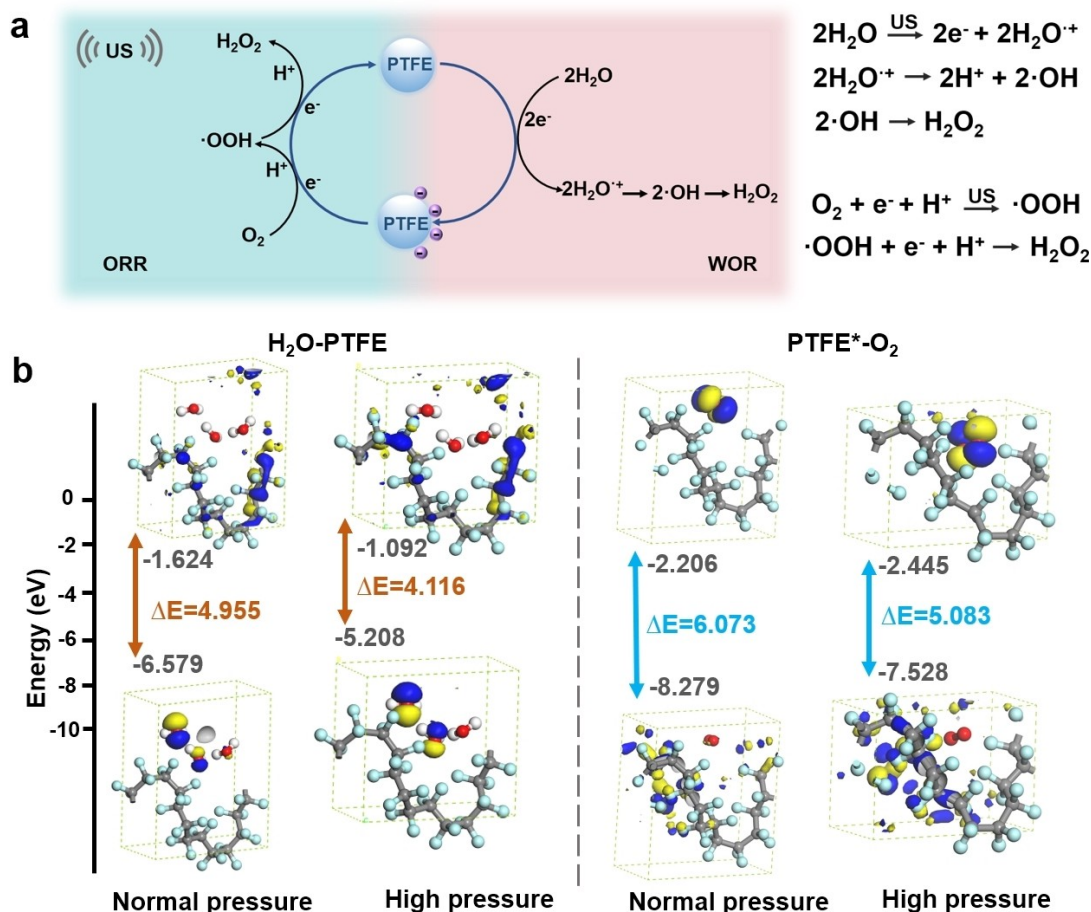 a
US
H₂O₂
H⁺
e⁻
·OOH
H⁺
e⁻
O₂
ORR
PTFE
PTFE
2H₂O
2e⁻
2H₂O·⁺ → 2·OH → H₂O₂
WOR
2H₂O US→ 2e⁻ + 2H₂O·⁺
2H₂O·⁺ → 2H⁺ + 2·OH
2·OH → H₂O₂
O₂ + e⁻ + H⁺ US→ ·OOH
·OOH + e⁻ + H⁺ → H₂O₂
b
H₂O-PTFE
PTFE*-O₂
Energy (eV)
0
-2
-4
-6
-8
-10
-1.624
ΔE=4.955
-6.579
Normal pressure
-1.092
ΔE=4.116
-5.208
High pressure
-2.206
ΔE=6.073
-8.279
Normal pressure
-2.445
ΔE=5.083
-7.528
High pressure